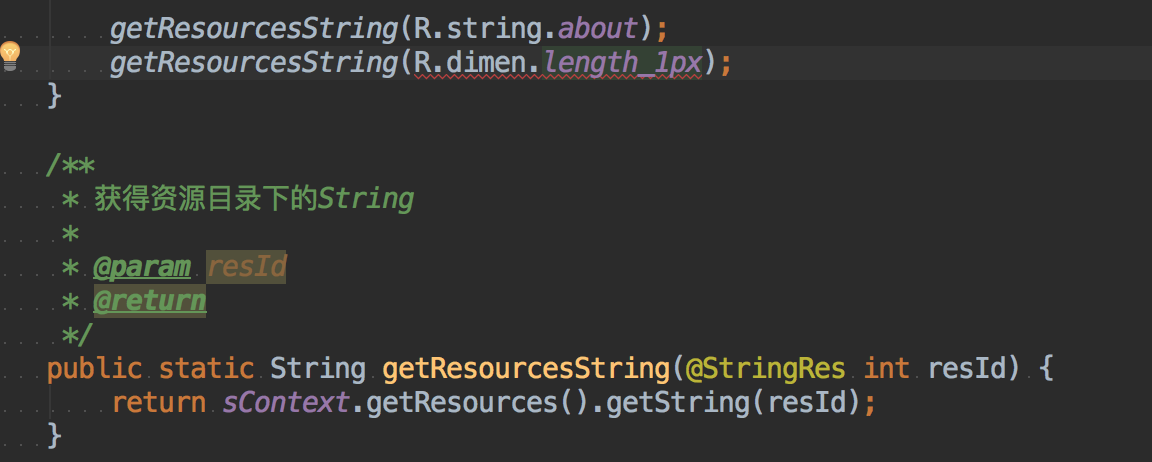 getResourcesString(R.string.about);
getResourcesString(R.dimen.length_1px);
}
/**
* 获得资源目录下的String
*
* @param resId
* @return
*/
public static String getResourcesString(@StringRes int resId) {
return sContext.getResources().getString(resId);
}